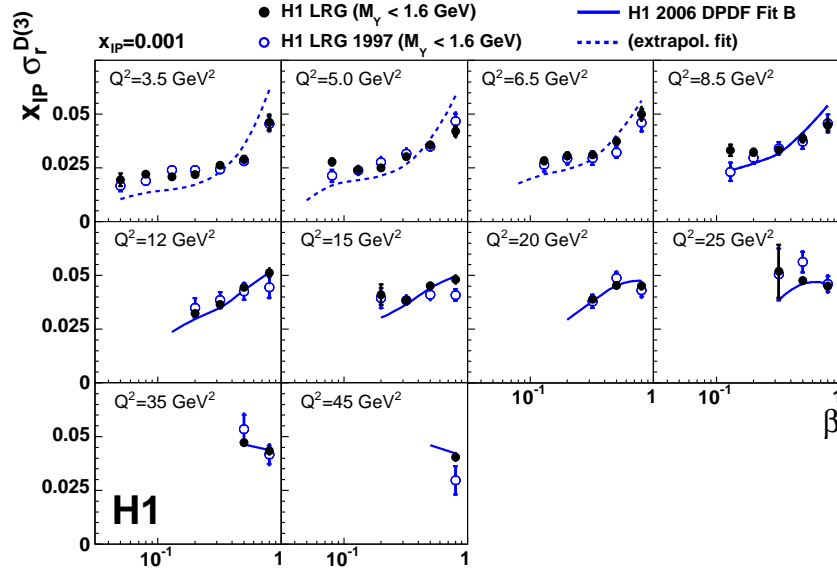 H1 LRG (M_Y < 1.6 GeV)
H1 2006 DPDF Fit B
x_IP=0.001
H1 LRG 1997 (M_Y < 1.6 GeV)
(extrapol. fit)
x_IP σ_r^D(3)
Q²=3.5 GeV²
Q²=5.0 GeV²
Q²=6.5 GeV²
Q²=8.5 GeV²
0.05
0.025
0
Q²=12 GeV²
Q²=15 GeV²
Q²=20 GeV²
Q²=25 GeV²
0.05
0.025
0
10⁻¹
1
10⁻¹
1
Q²=35 GeV²
Q²=45 GeV²
β
0.05
0.025
H1
0
10⁻¹
1
10⁻¹
1